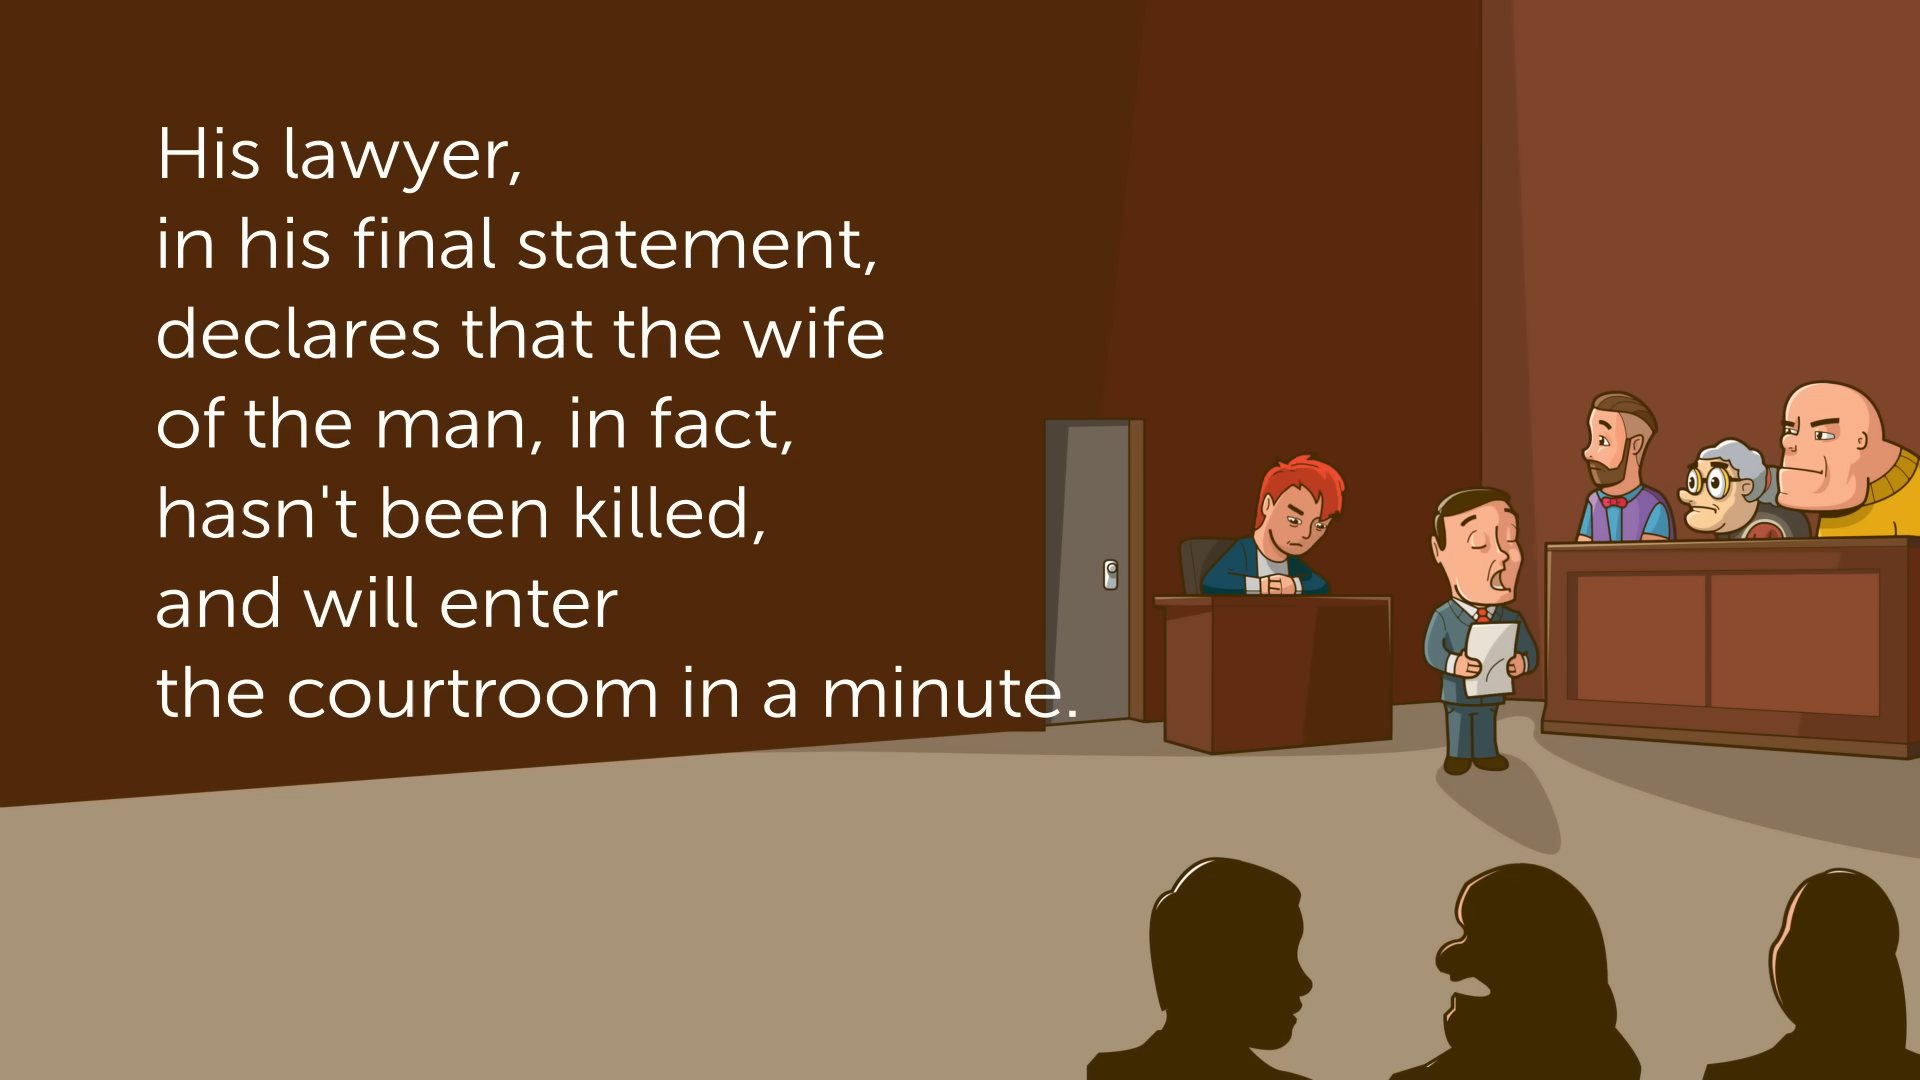 His lawyer,
in his final statement,
declares that the wife
of the man, in fact,
hasn't been killed,
and will enter
the courtroom in a minute.